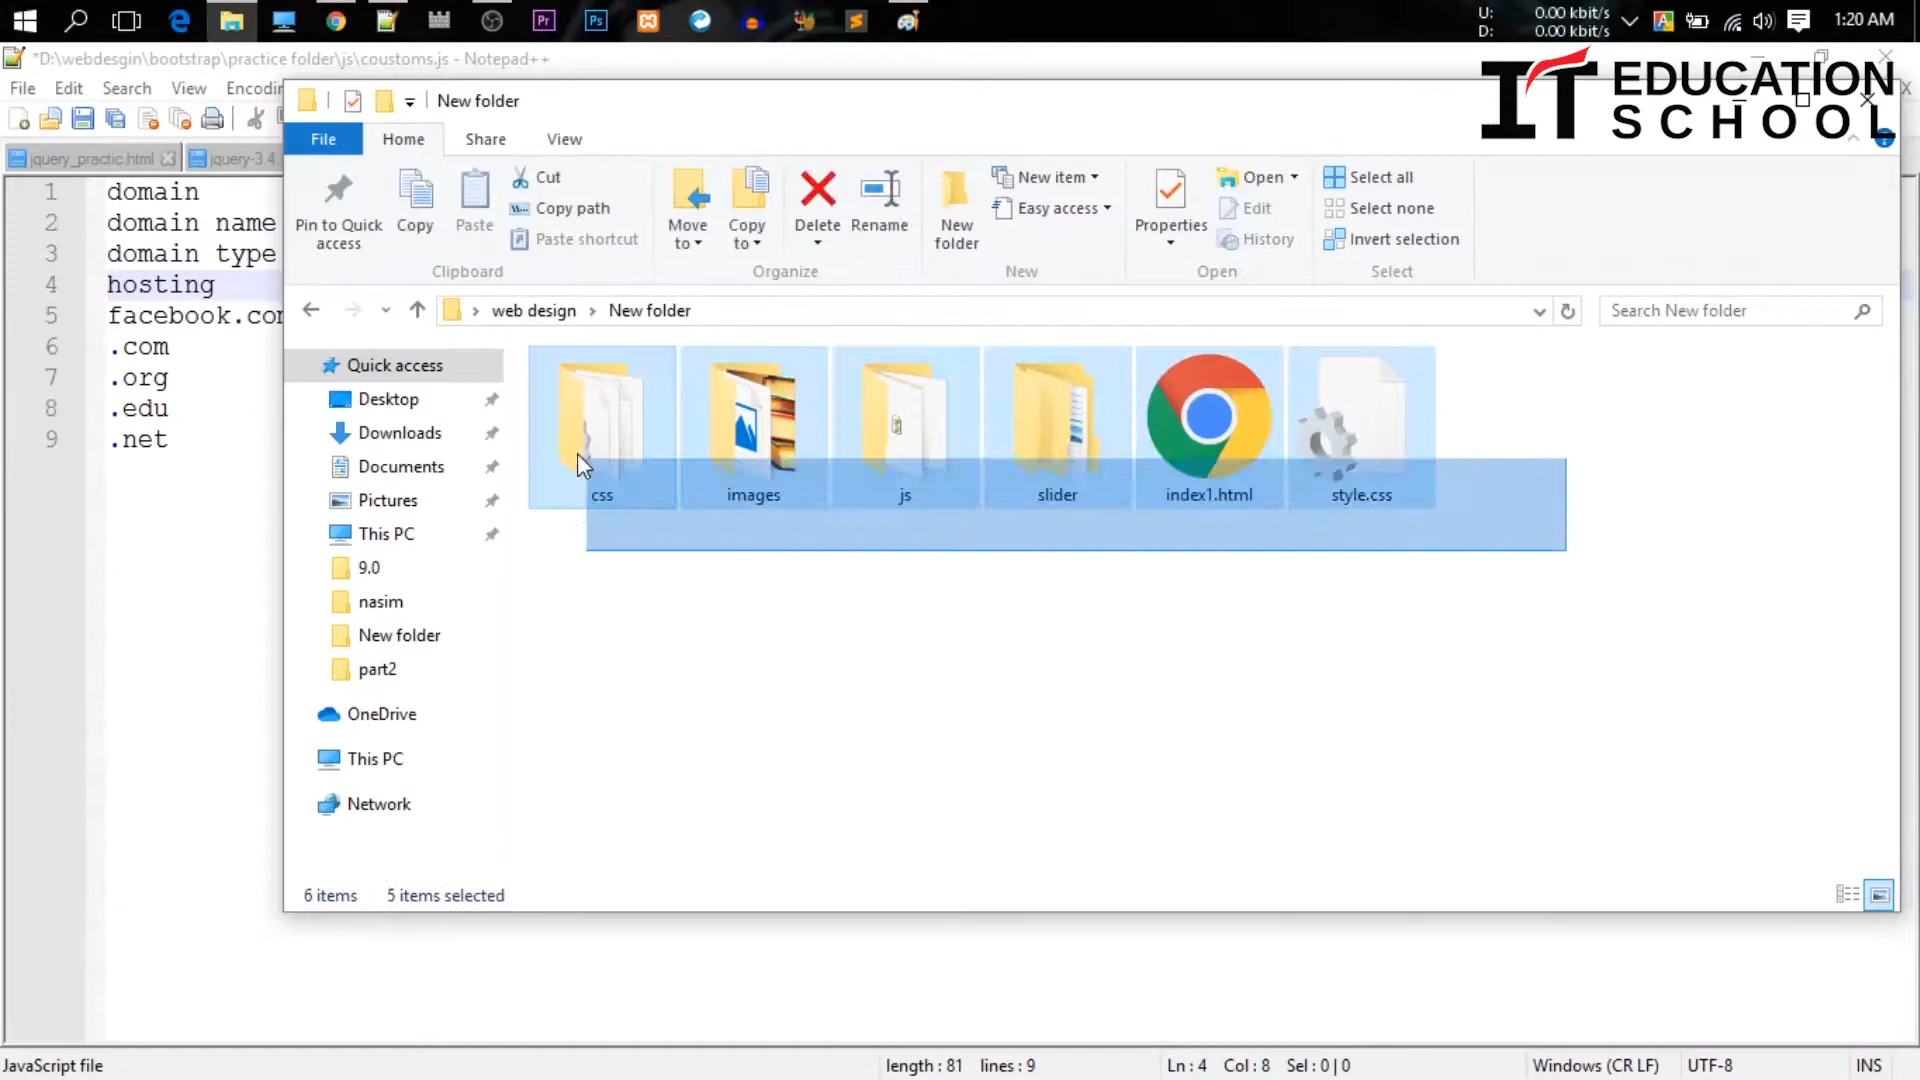 U: 0.00 kbit/s
D: 0.00 kbit/s
1:20 AM
*D:\webdesgin\bootstrap\practice folder\js\coustoms.js - Notepad++
IT EDUCATION
SCHOOL
File Edit Search View Encodin
New folder
File Home Share View
jquery_practic.html jquery-3.4.
Pin to Quick access
Copy
Paste
Cut
Copy path
Paste shortcut
Clipboard
Move to
Copy to
Delete
Rename
Organize
New folder
New item
Easy access
New
Properties
Open
Edit
History
Open
Select all
Select none
Invert selection
Select
web design > New folder
Search New folder
1 domain
2 domain name
3 domain type
4 hosting
5 facebook.com
6 .com
7 .org
8 .edu
9 .net
Quick access
Desktop
Downloads
Documents
Pictures
This PC
9.0
nasim
New folder
part2
OneDrive
This PC
Network
css images js slider index1.html style.css
6 items 5 items selected
JavaScript file length : 81 lines : 9 Ln : 4 Col : 8 Sel : 0 | 0 Windows (CR LF) UTF-8 INS